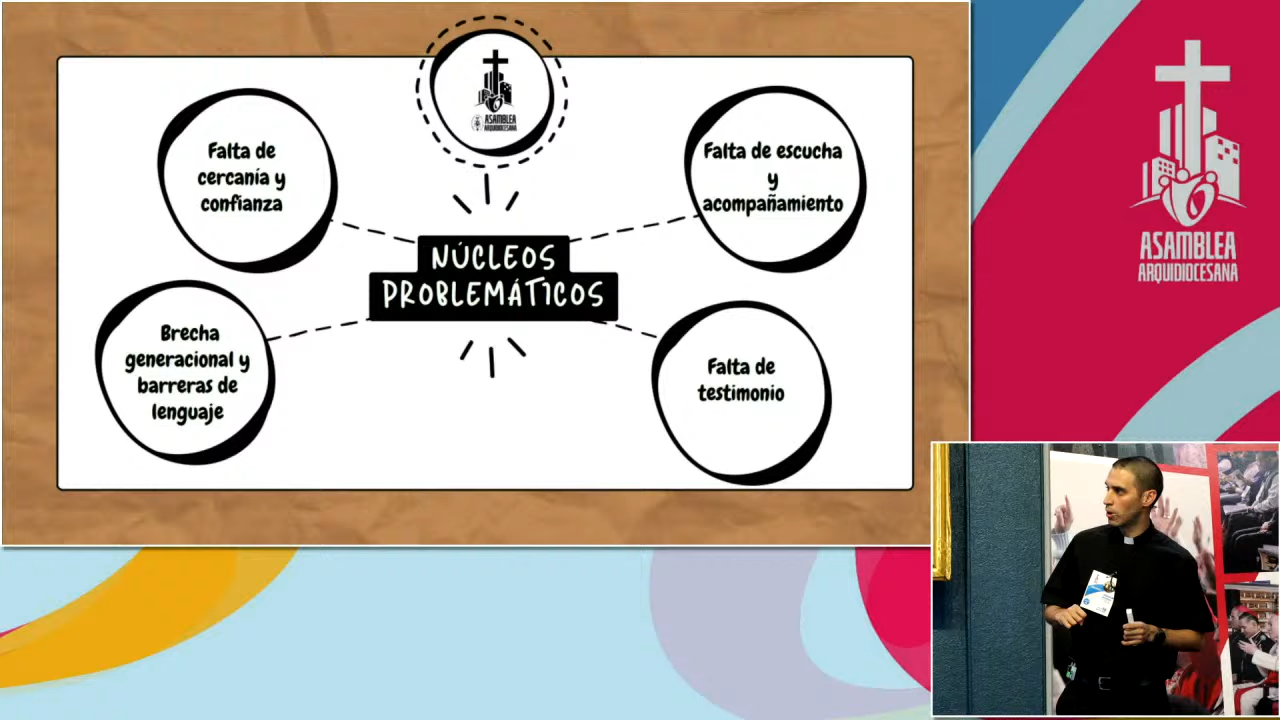 ASAMBLEA
ARQUIDIOCESANA
Falta de
cercanía y
confianza
Falta de escucha
y
acompañamiento
NÚCLEOS
PROBLEMÁTICOS
Brecha
generacional y
barreras de
lenguaje
Falta de
testimonio
ASAMBLEA
ARQUIDIOCESANA